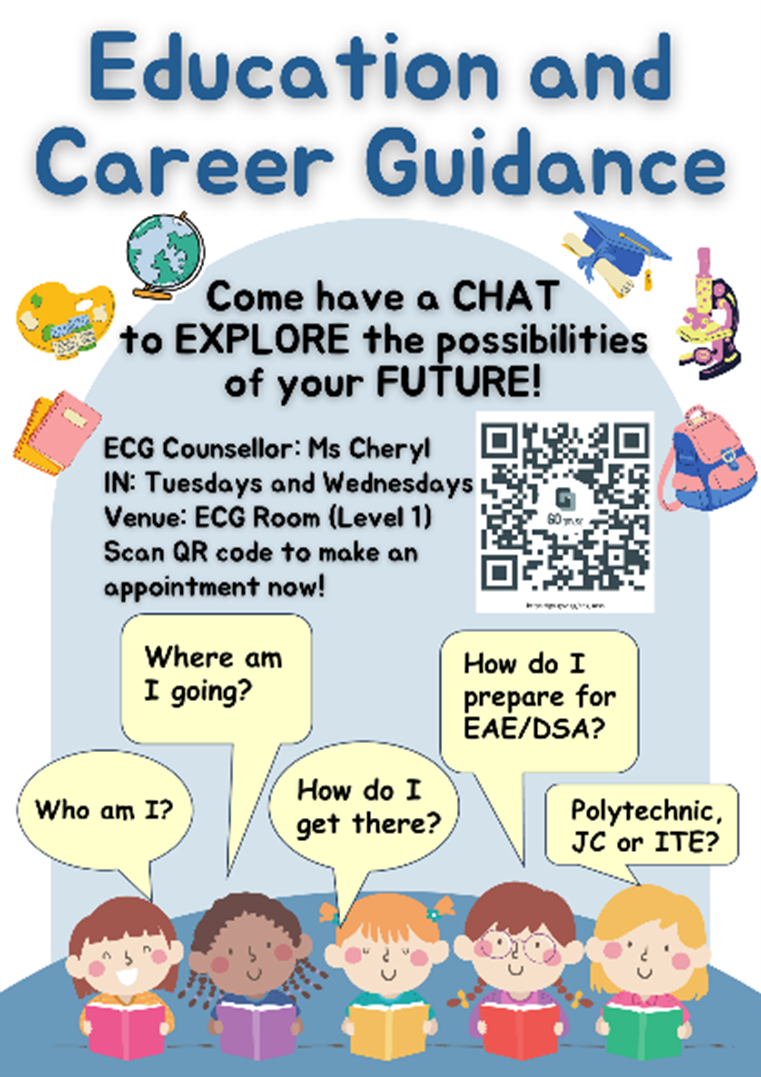 Education and
Career Guidance
Come have a CHAT
to EXPLORE the possibilities
of your FUTURE!
ECG Counsellor: Ms Cheryl
IN: Tuesdays and Wednesdays
Venue: ECG Room (Level 1)
Scan QR code to make an
appointment now!
Where am
I going?
How do I
prepare for
EAE/DSA?
Who am I?
How do I
get there?
Polytechnic,
JC or ITE?